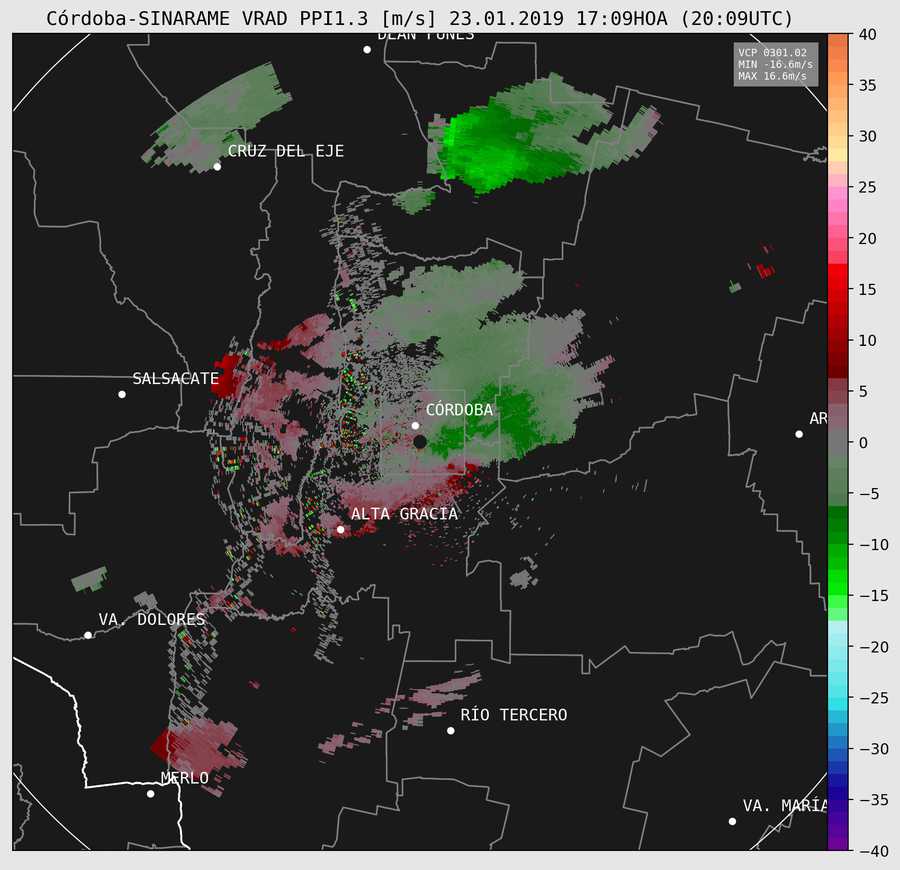 Córdoba-SINARAME VRAD PPI1.3 [m/s] 23.01.2019 17:09HOA (20:09UTC)
DEAN FUNES
VCP 0301.02
MIN -16.6m/s
MAX 16.6m/s
CRUZ DEL EJE
SALSACATE
CÓRDOBA
AR
ALTA GRACIA
VA. DOLORES
RÍO TERCERO
MERLO
VA. MARÍA
40
35
30
25
20
15
10
5
0
−5
−10
−15
−20
−25
−30
−35
−40